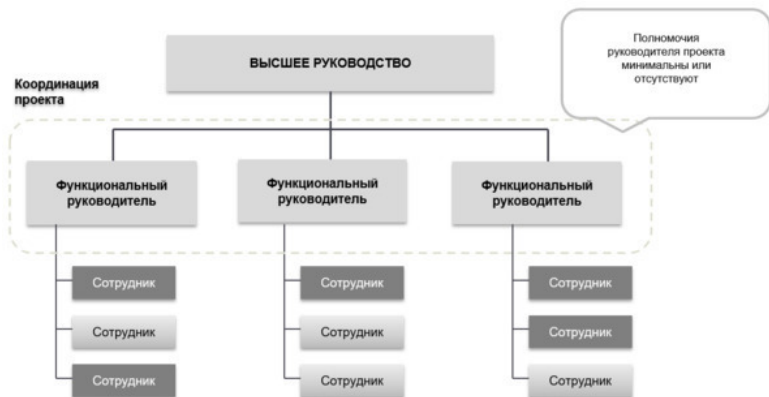 Полномочия
руководителя проекта
минимальны или
отсутствуют
ВЫСШЕЕ РУКОВОДСТВО
Координация
проекта
Функциональный
руководитель
Функциональный
руководитель
Функциональный
руководитель
Сотрудник
Сотрудник
Сотрудник
Сотрудник
Сотрудник
Сотрудник
Сотрудник
Сотрудник
Сотрудник